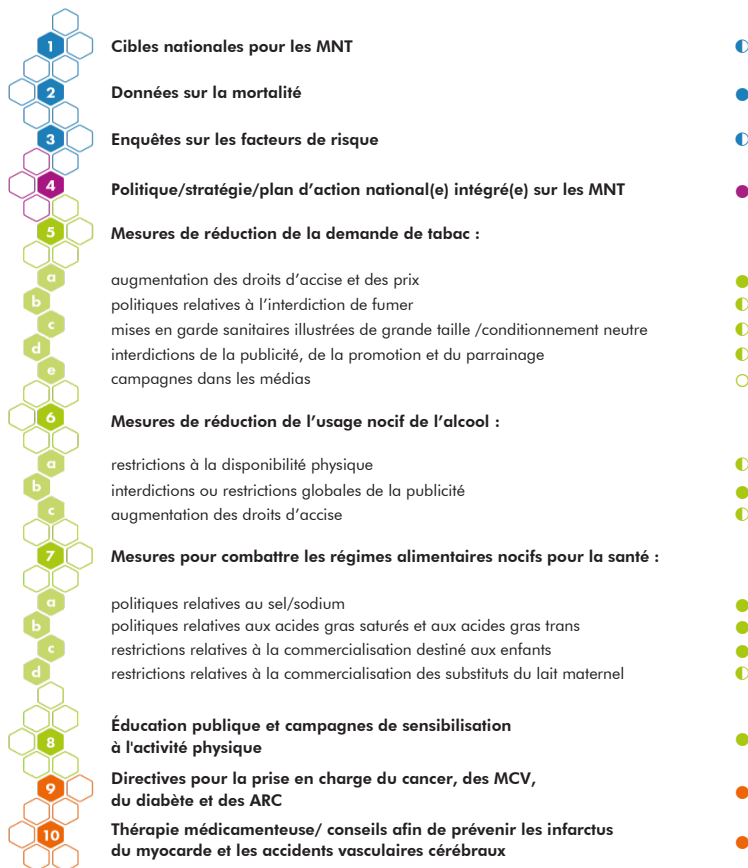 1 Cibles nationales pour les MNT
2 Données sur la mortalité
3 Enquêtes sur les facteurs de risque
4 Politique/stratégie/plan d'action national(e) intégré(e) sur les MNT
5 Mesures de réduction de la demande de tabac :
a augmentation des droits d'accise et des prix
b politiques relatives à l'interdiction de fumer
c mises en garde sanitaires illustrées de grande taille /conditionnement neutre
d interdictions de la publicité, de la promotion et du parrainage
e campagnes dans les médias
6 Mesures de réduction de l'usage nocif de l'alcool :
a restrictions à la disponibilité physique
b interdictions ou restrictions globales de la publicité
c augmentation des droits d'accise
7 Mesures pour combattre les régimes alimentaires nocifs pour la santé :
a politiques relatives au sel/sodium
b politiques relatives aux acides gras saturés et aux acides gras trans
c restrictions relatives à la commercialisation destiné aux enfants
d restrictions relatives à la commercialisation des substituts du lait maternel
8 Éducation publique et campagnes de sensibilisation
à l'activité physique
9 Directives pour la prise en charge du cancer, des MCV,
du diabète et des ARC
10 Thérapie médicamenteuse/ conseils afin de prévenir les infarctus
du myocarde et les accidents vasculaires cérébraux